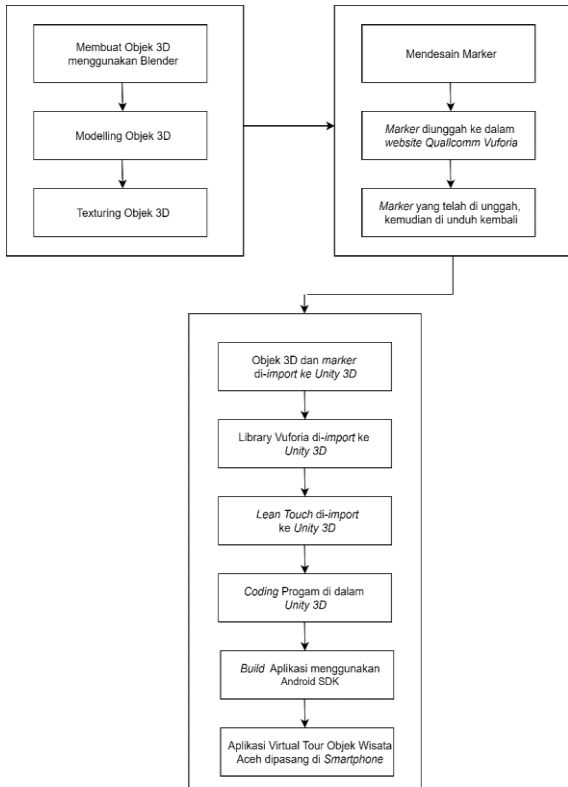 Membuat Objek 3D
menggunakan Blender
Modelling Objek 3D
Texturing Objek 3D
Mendesain Marker
Marker diunggah ke dalam
website Quallcomm Vuforia
Marker yang telah di unggah,
kemudian di unduh kembali
Objek 3D dan marker
di-import ke Unity 3D
Library Vuforia di-import ke
Unity 3D
Lean Touch di-import
ke Unity 3D
Coding Progam di dalam
Unity 3D
Build Aplikasi menggunakan
Android SDK
Aplikasi Virtual Tour Objek Wisata
Aceh dipasang di Smartphone